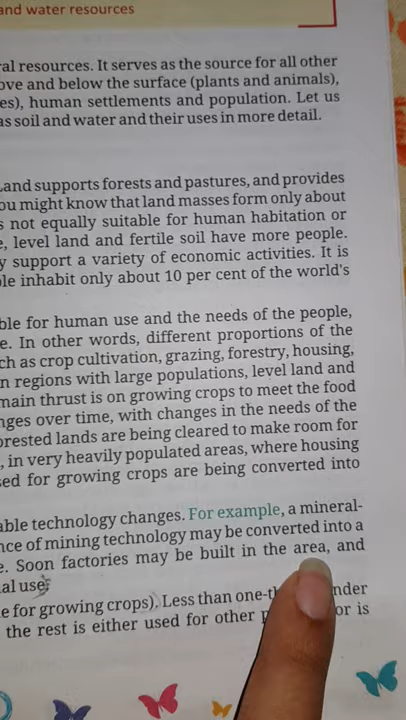 and water resources
ral resources. It serves as the source for all other
ove and below the surface (plants and animals),
es), human settlements and population. Let us
as soil and water and their uses in more detail.
Land supports forests and pastures, and provides
ou might know that land masses form only about
s not equally suitable for human habitation or
e, level land and fertile soil have more people.
y support a variety of economic activities. It is
le inhabit only about 10 per cent of the world's
ble for human use and the needs of the people,
e. In other words, different proportions of the
ch as crop cultivation, grazing, forestry, housing,
n regions with large populations, level land and
main thrust is on growing crops to meet the food
nges over time, with changes in the needs of the
orested lands are being cleared to make room for
, in very heavily populated areas, where housing
sed for growing crops are being converted into
able technology changes. For example, a mineral-
nce of mining technology may be converted into a
e. Soon factories may be built in the area, and
al use.
e for growing crops). Less than one-th nder
the rest is either used for other p or is